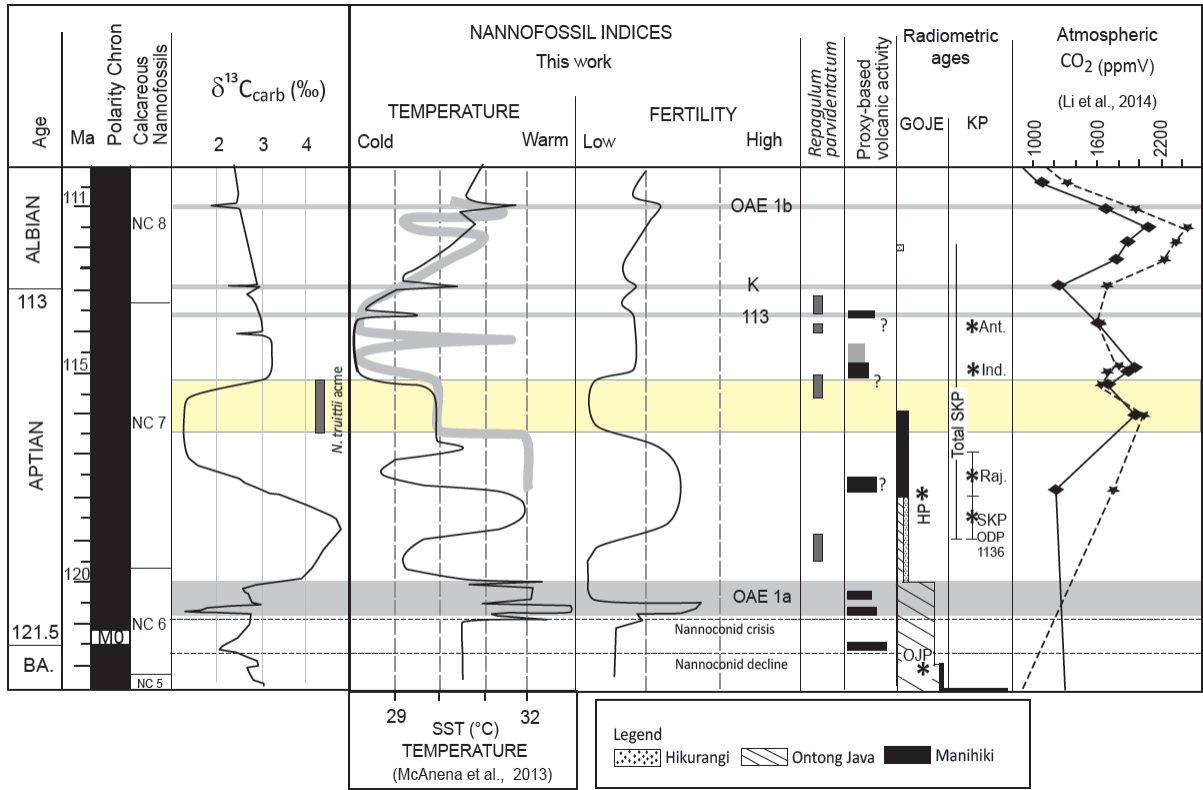 Age
Ma
Polarity Chron
Calcareous
Nannofossils
δ¹³Ccarb (‰)
2 3 4
NANNOFOSSIL INDICES
This work
TEMPERATURE
Cold Warm
FERTILITY
Low High
Repagulum
parvidentatum
Proxy-based
volcanic activity
Radiometric
ages
GOJE KP
Atmospheric
CO₂ (ppmV)
(Li et al., 2014)
1000 1600 2200
ALBIAN
APTIAN
BA.
113
121.5
111
115
120
M0
NC 8
NC 7
NC 6
NC 5
N. truittii acme
OAE 1b
K
113
OAE 1a
Nannoconid crisis
Nannoconid decline
?
?
?
HP
*
OJP
*
Total SKP
*Ant.
*Ind.
*Raj.
*SKP
ODP
1136
29 32
SST (°C)
TEMPERATURE
(McAnena et al., 2013)
Legend
Hikurangi Ontong Java Manihiki